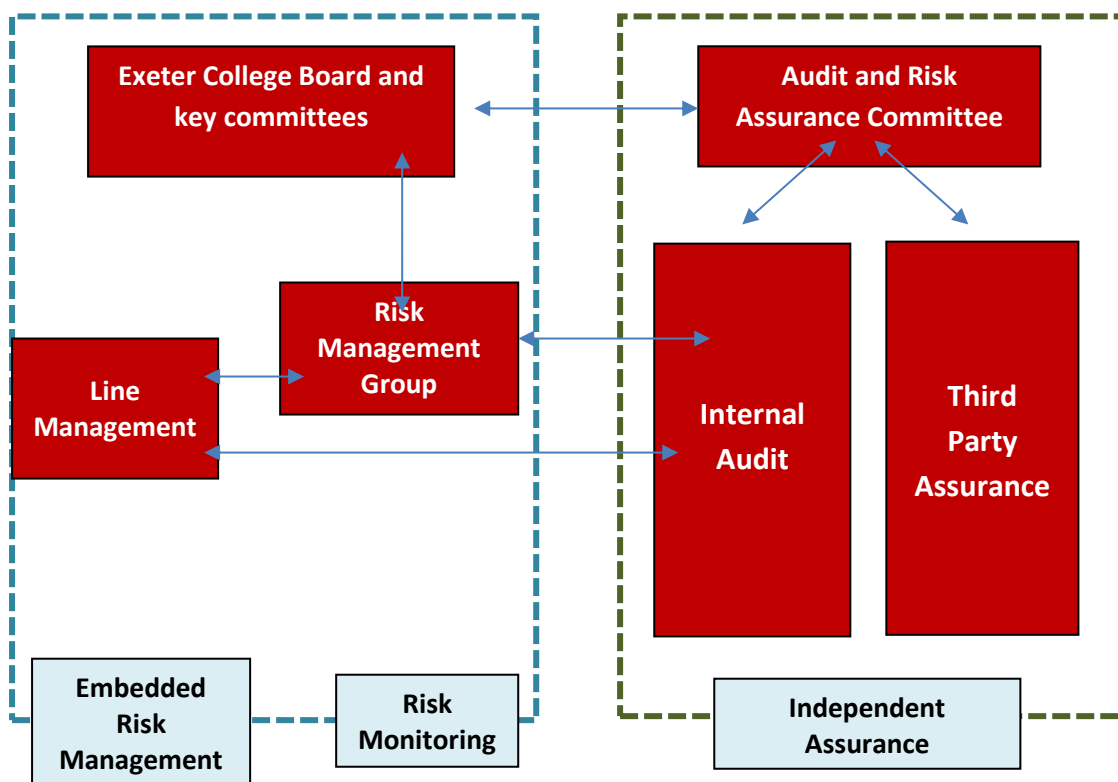 Exeter College Board and
key committees
Audit and Risk
Assurance Committee
Risk
Management
Group
Line
Management
Internal
Audit
Third
Party
Assurance
Embedded
Risk
Management
Risk
Monitoring
Independent
Assurance